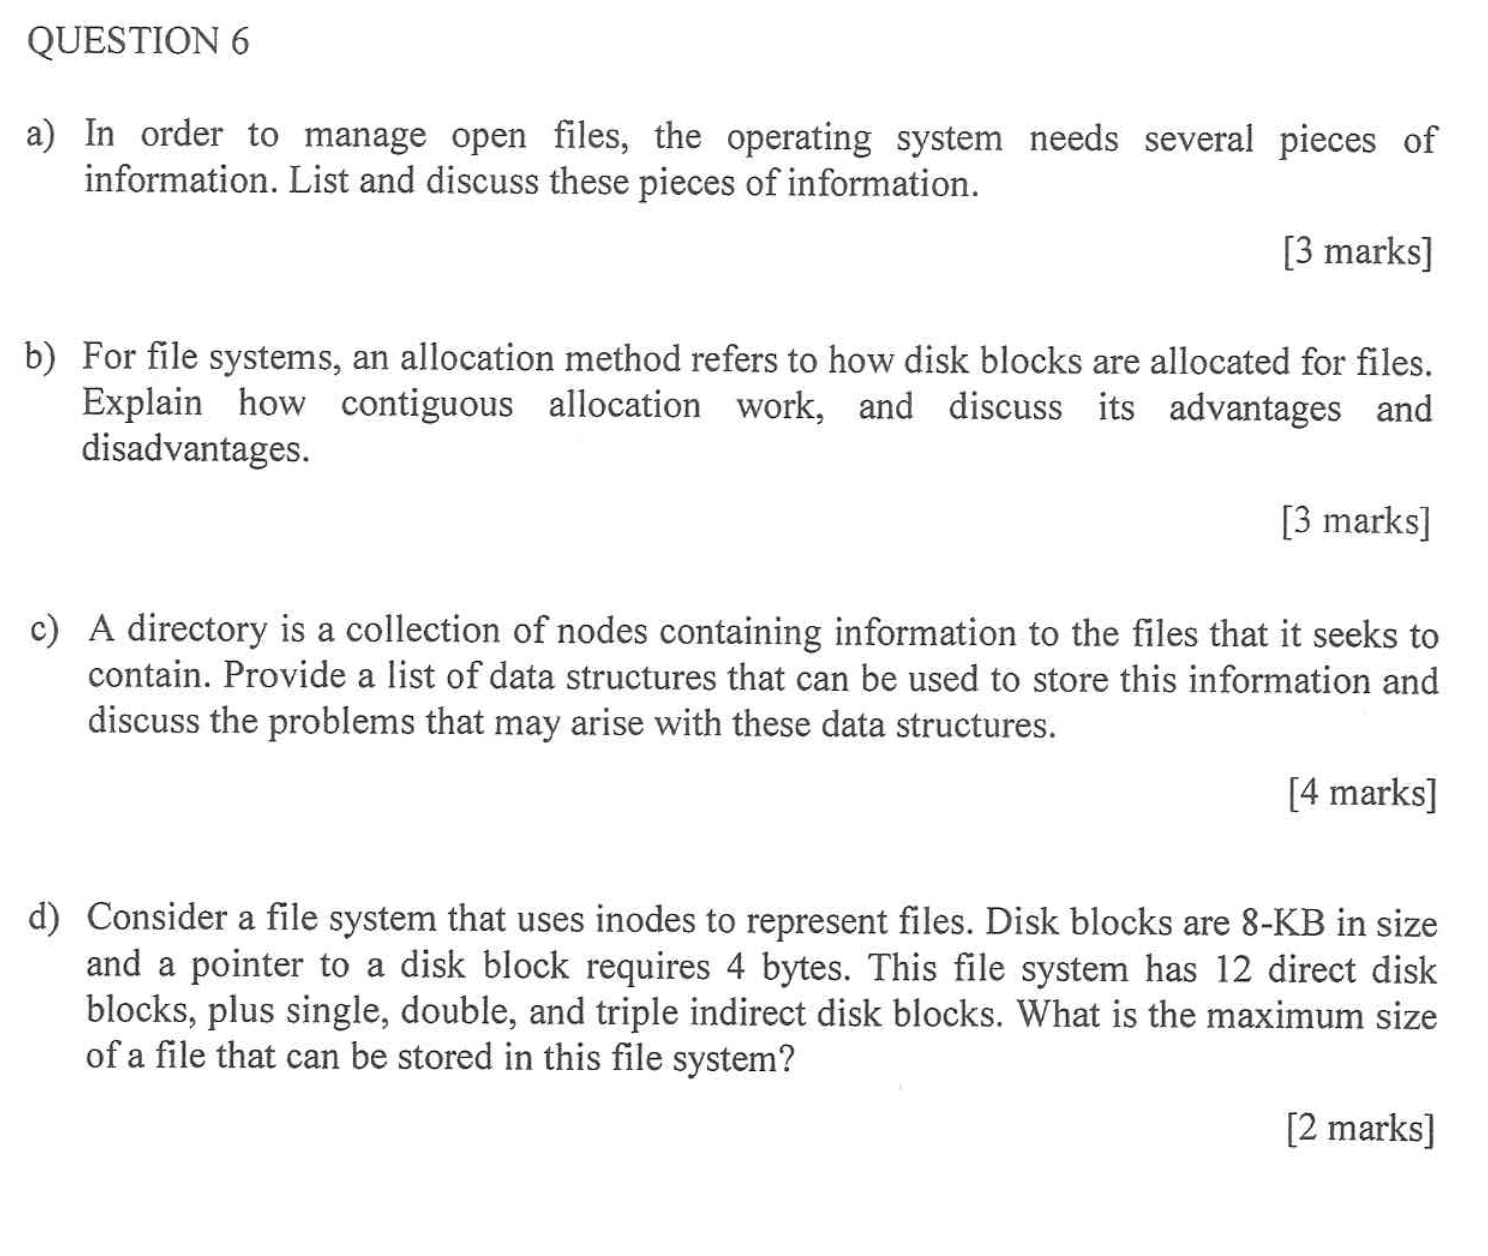 QUESTION 6
a) In order to manage open files, the operating system needs several pieces of
information. List and discuss these pieces of information.
[3 marks]
b) For file systems, an allocation method refers to how disk blocks are allocated for files.
Explain how contiguous allocation work, and discuss its advantages and
disadvantages.
[3 marks]
c) A directory is a collection of nodes containing information to the files that it seeks to
contain. Provide a list of data structures that can be used to store this information and
discuss the problems that may arise with these data structures.
[4 marks]
d) Consider a file system that uses inodes to represent files. Disk blocks are 8-KB in size
and a pointer to a disk block requires 4 bytes. This file system has 12 direct disk
blocks, plus single, double, and triple indirect disk blocks. What is the maximum size
of a file that can be stored in this file system?
[2 marks]